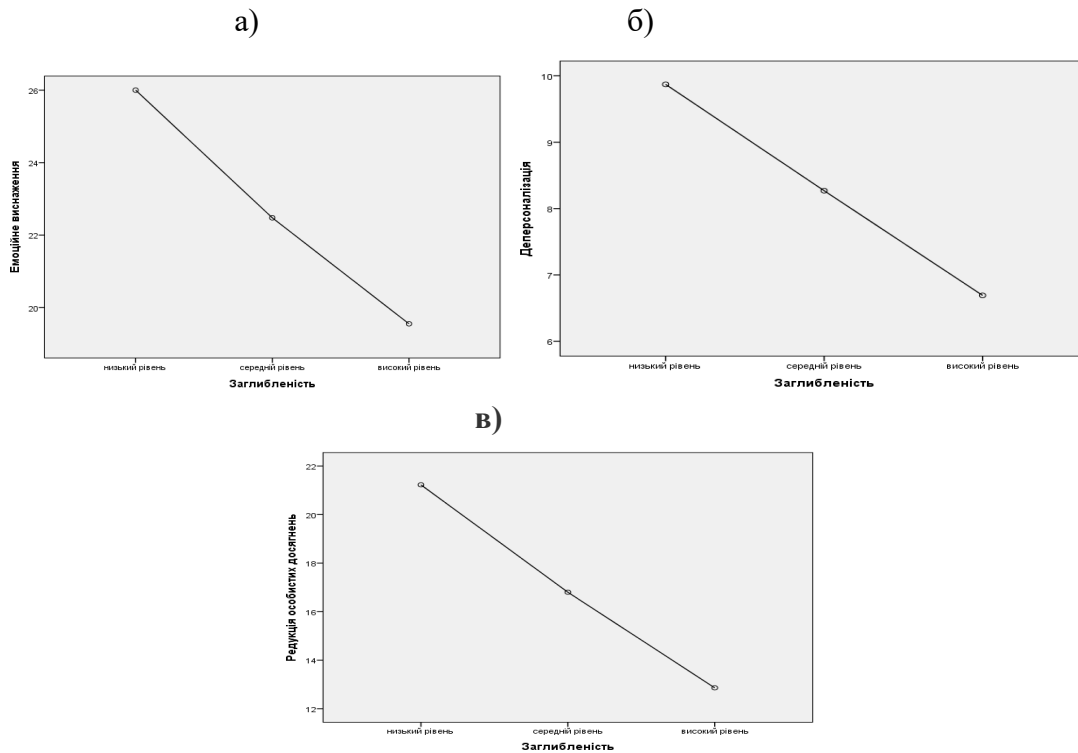 а)
б)
Емоційне виснаження
26
24
22
20
низький рівень
середній рівень
високий рівень
Заглибленість
Деперсоналізація
10
9
8
7
6
низький рівень
середній рівень
високий рівень
Заглибленість
в)
Редукція особистих досягнень
22
20
18
16
14
12
низький рівень
середній рівень
високий рівень
Заглибленість